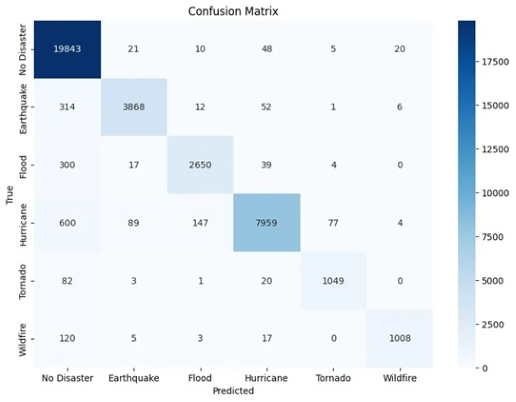 Confusion Matrix
No Disaster 19843 21 10 48 5 20
Earthquake 314 3868 12 52 1 6
Flood 300 17 2650 39 4 0
Hurricane 600 89 147 7959 77 4
Tornado 82 3 1 20 1049 0
Wildfire 120 5 3 17 0 1008
True
No Disaster Earthquake Flood Hurricane Tornado Wildfire
Predicted
17500
15000
12500
10000
7500
5000
2500
0